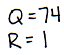 Q = 74
R = 1